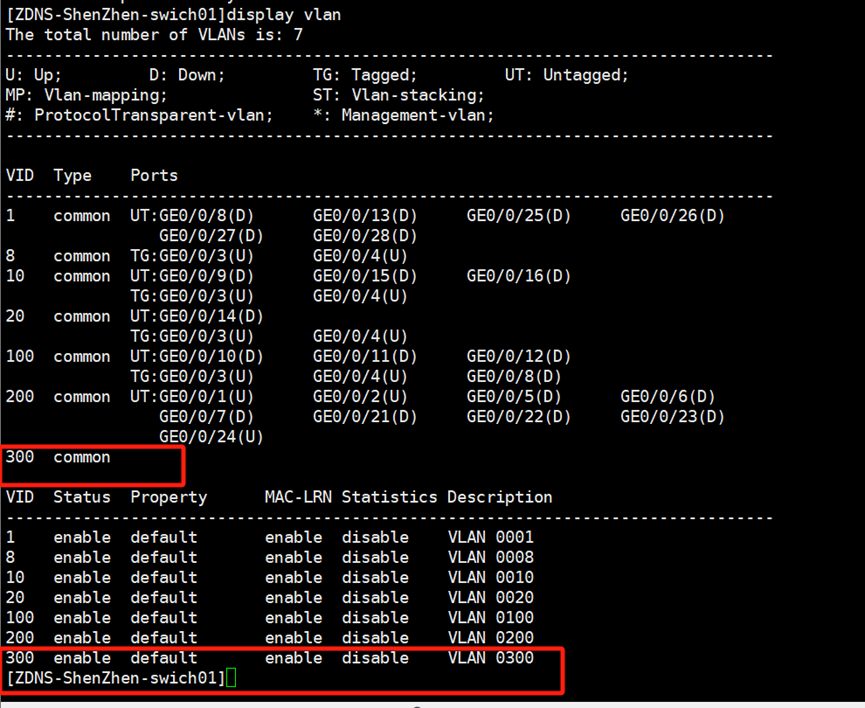 [ZDNS-ShenZhen-swich01]display vlan
The total number of VLANs is: 7
--------------------------------------------------------------------------------
U: Up;         D: Down;         TG: Tagged;         UT: Untagged;
MP: Vlan-mapping;               ST: Vlan-stacking;
#: ProtocolTransparent-vlan;    *: Management-vlan;
--------------------------------------------------------------------------------
VID  Type    Ports
--------------------------------------------------------------------------------
1    common  UT:GE0/0/8(D)      GE0/0/13(D)     GE0/0/25(D)     GE0/0/26(D)
                GE0/0/27(D)     GE0/0/28(D)
8    common  TG:GE0/0/3(U)      GE0/0/4(U)
10   common  UT:GE0/0/9(D)      GE0/0/15(D)     GE0/0/16(D)
             TG:GE0/0/3(U)      GE0/0/4(U)
20   common  UT:GE0/0/14(D)
             TG:GE0/0/3(U)      GE0/0/4(U)
100  common  UT:GE0/0/10(D)     GE0/0/11(D)     GE0/0/12(D)
             TG:GE0/0/3(U)      GE0/0/4(U)      GE0/0/8(D)
200  common  UT:GE0/0/1(U)      GE0/0/2(U)      GE0/0/5(D)      GE0/0/6(D)
                GE0/0/7(D)      GE0/0/21(D)     GE0/0/22(D)     GE0/0/23(D)
                GE0/0/24(U)
300  common
VID  Status  Property      MAC-LRN Statistics Description
--------------------------------------------------------------------------------
1    enable  default       enable  disable    VLAN 0001
8    enable  default       enable  disable    VLAN 0008
10   enable  default       enable  disable    VLAN 0010
20   enable  default       enable  disable    VLAN 0020
100  enable  default       enable  disable    VLAN 0100
200  enable  default       enable  disable    VLAN 0200
300  enable  default       enable  disable    VLAN 0300
[ZDNS-ShenZhen-swich01]